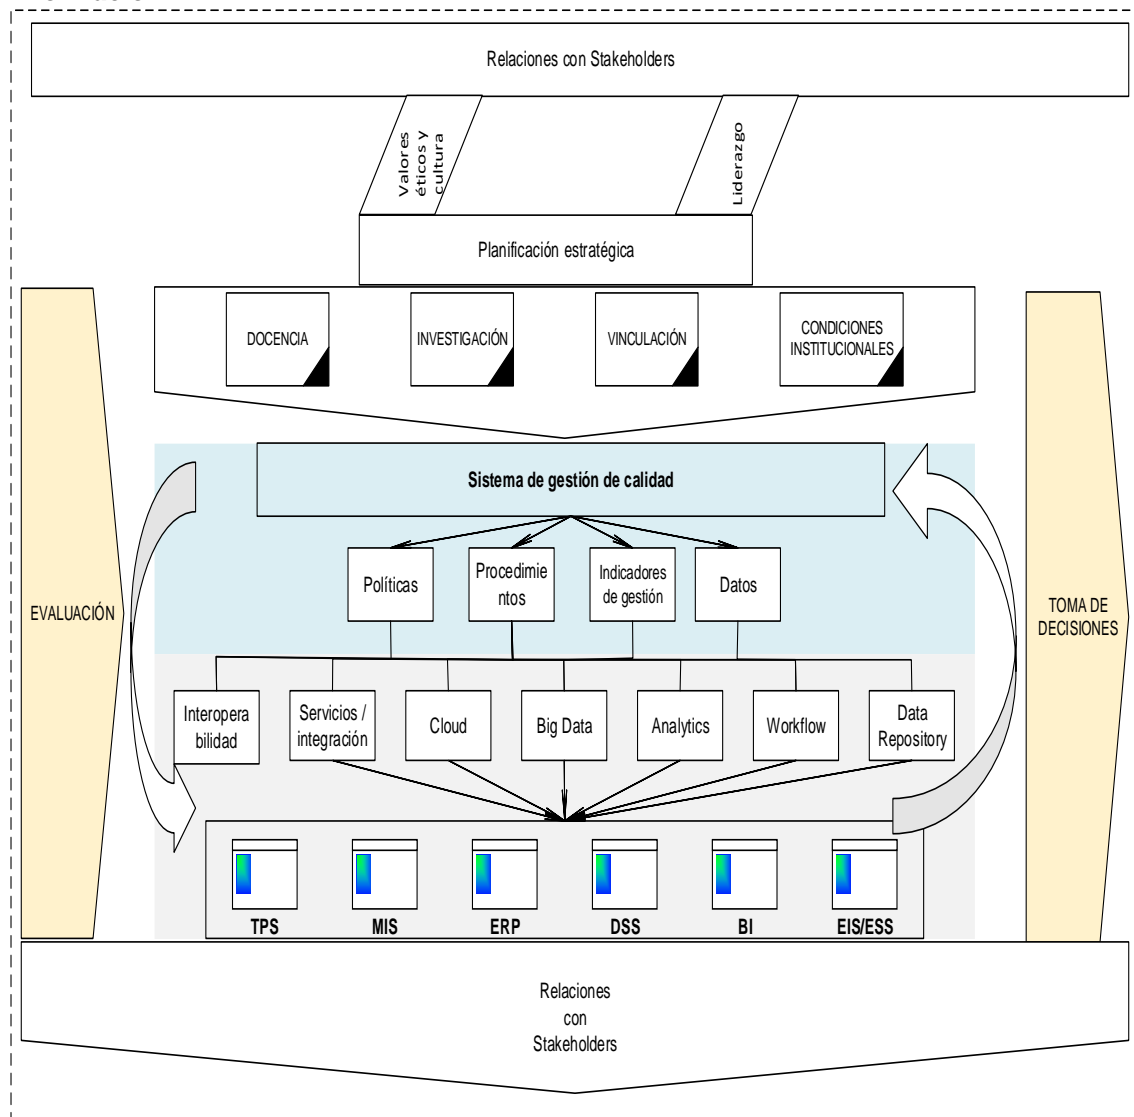 Relaciones con Stakeholders
Valores
éticos y
cultura
Liderazgo
Planificación estratégica
DOCENCIA
INVESTIGACIÓN
VINCULACIÓN
CONDICIONES
INSTITUCIONALES
Sistema de gestión de calidad
Políticas
Procedimie
ntos
Indicadores
de gestión
Datos
EVALUACIÓN
TOMA DE
DECISIONES
Interopera
bilidad
Servicios /
integración
Cloud
Big Data
Analytics
Workflow
Data
Repository
TPS
MIS
ERP
DSS
BI
EIS/ESS
Relaciones
con
Stakeholders